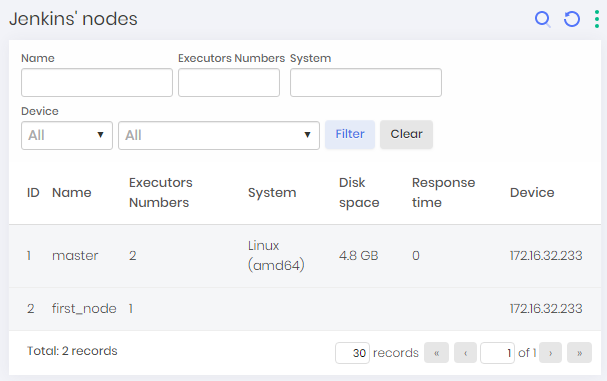 Jenkins' nodes
Name Executors Numbers System
Device
All All Filter Clear
ID Name Executors Numbers System Disk space Response time Device
1 master 2 Linux (amd64) 4.8 GB 0 172.16.32.233
2 first_node 1 172.16.32.233
Total: 2 records 30 records « ‹ 1 of 1 › »